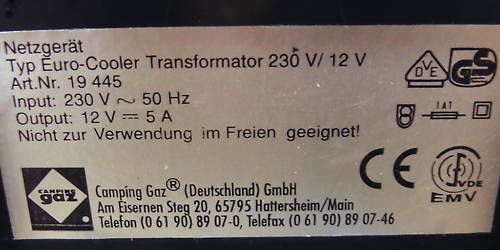 Netzgerät
Typ Euro-Cooler Transformator 230 V/ 12 V
Art.Nr. 19 445
Input: 230 V ~ 50 Hz
Output: 12 V ⎓ 5 A
Nicht zur Verwendung im Freien geeignet!
DVE
GS
1 A T
CAMPING
gaz
Camping Gaz® (Deutschland) GmbH
Am Eisernen Steg 20, 65795 Hattersheim/Main
Telefon (0 61 90) 89 07-0, Telefax (0 61 90) 89 07-46
CE
VDE
EMV